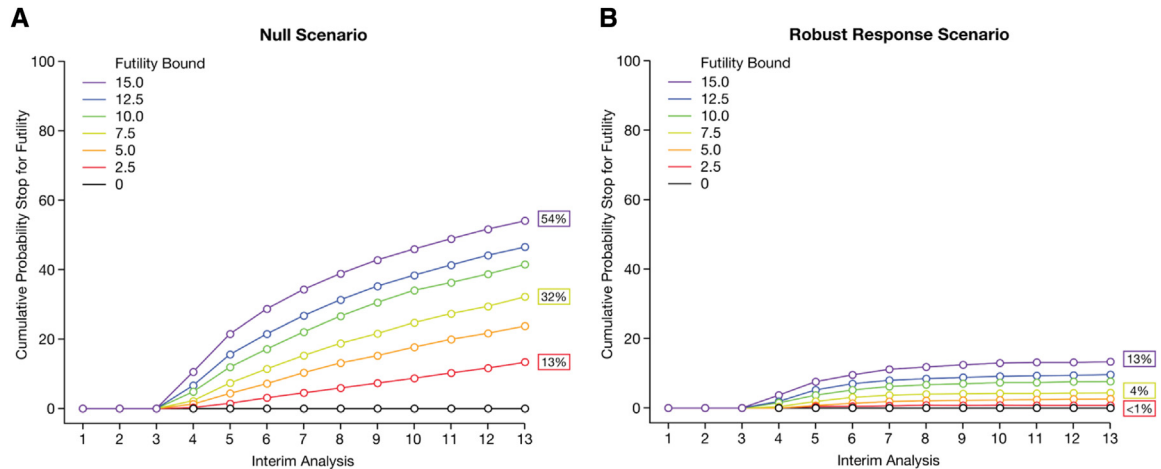 A
Null Scenario
Cumulative Probability Stop for Futility
100
80
60
40
20
0
Futility Bound
15.0
12.5
10.0
7.5
5.0
2.5
0
54%
32%
13%
1 2 3 4 5 6 7 8 9 10 11 12 13
Interim Analysis
B
Robust Response Scenario
Cumulative Probability Stop for Futility
100
80
60
40
20
0
Futility Bound
15.0
12.5
10.0
7.5
5.0
2.5
0
13%
4%
<1%
1 2 3 4 5 6 7 8 9 10 11 12 13
Interim Analysis